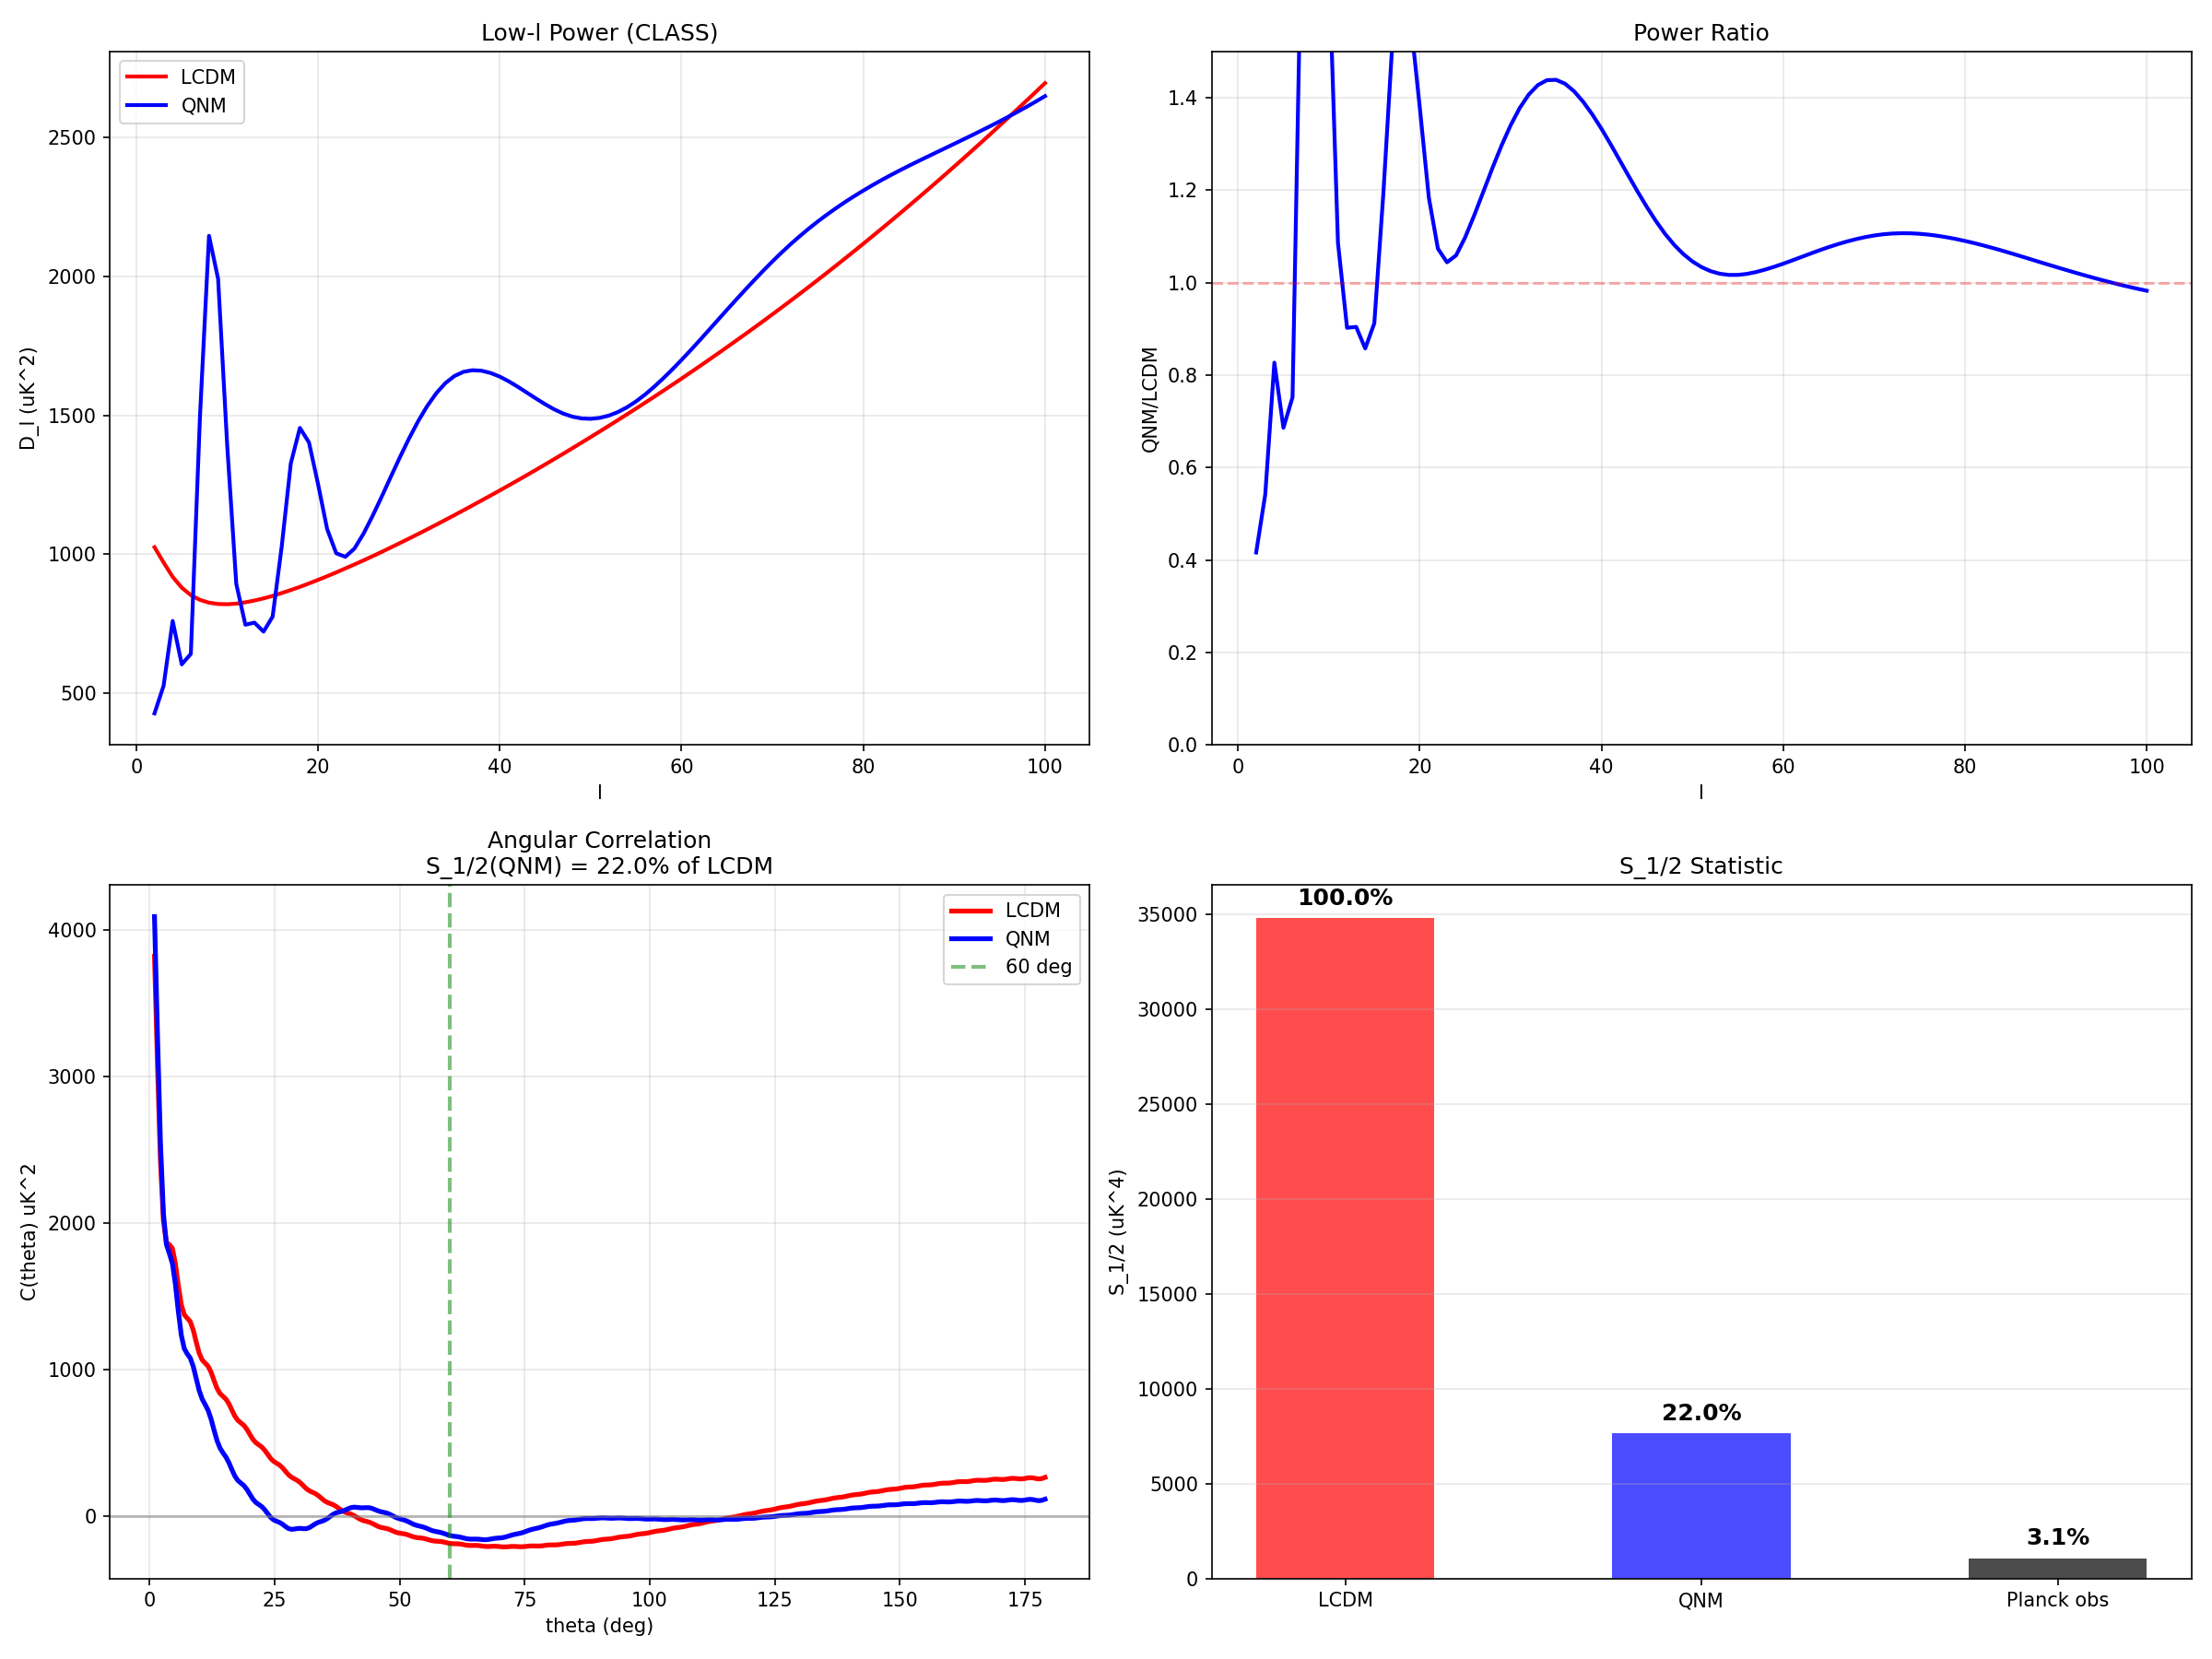 Low-l Power (CLASS)
LCDM
QNM
D_l (uK^2)
2500
2000
1500
1000
500
0 20 40 60 80 100
l
Power Ratio
QNM/LCDM
1.4
1.2
1.0
0.8
0.6
0.4
0.2
0.0
0 20 40 60 80 100
l
Angular Correlation
S_1/2(QNM) = 22.0% of LCDM
LCDM
QNM
60 deg
C(theta) uK^2
4000
3000
2000
1000
0
0 25 50 75 100 125 150 175
theta (deg)
S_1/2 Statistic
100.0%
22.0%
3.1%
S_1/2 (uK^4)
35000
30000
25000
20000
15000
10000
5000
0
LCDM QNM Planck obs